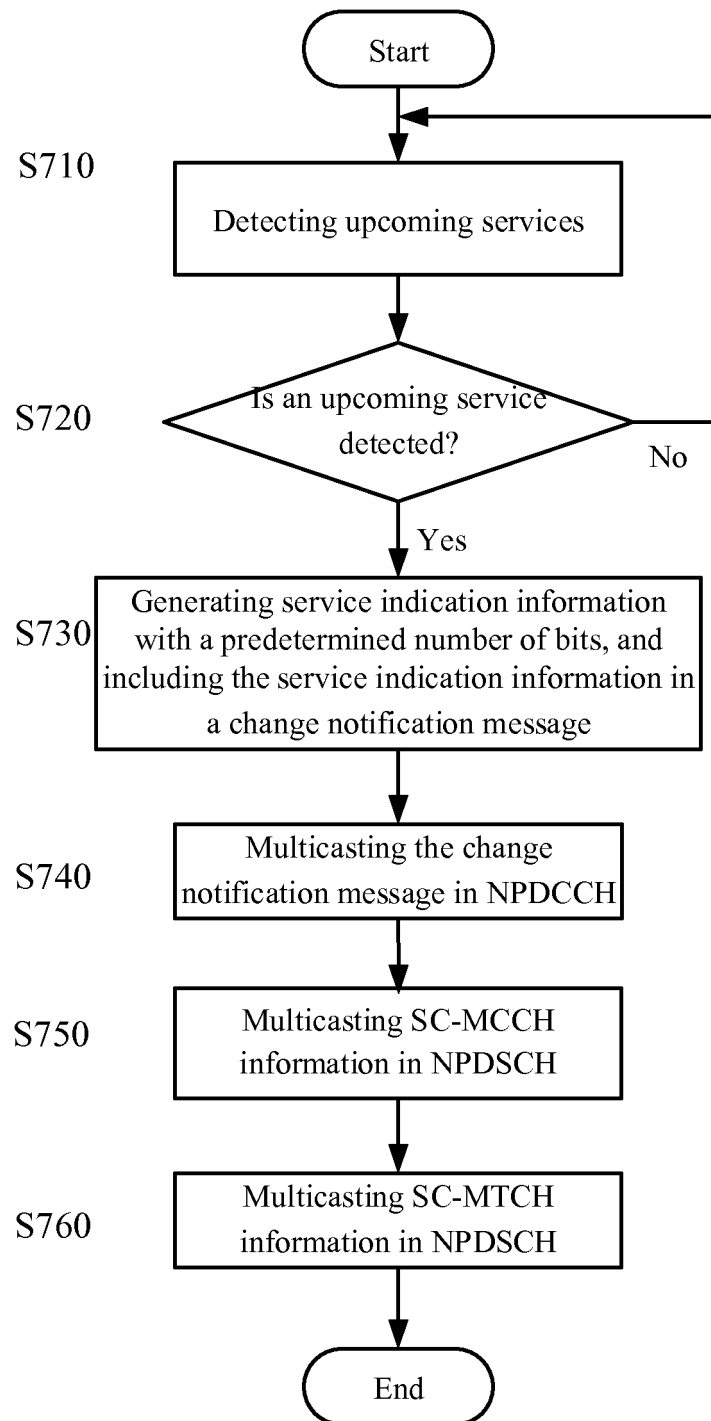 Start
S710
Detecting upcoming services
S720
Is an upcoming service
detected?
No
Yes
S730
Generating service indication information
with a predetermined number of bits, and
including the service indication information in
a change notification message
S740
Multicasting the change
notification message in NPDCCH
S750
Multicasting SC-MCCH
information in NPDSCH
S760
Multicasting SC-MTCH
information in NPDSCH
End